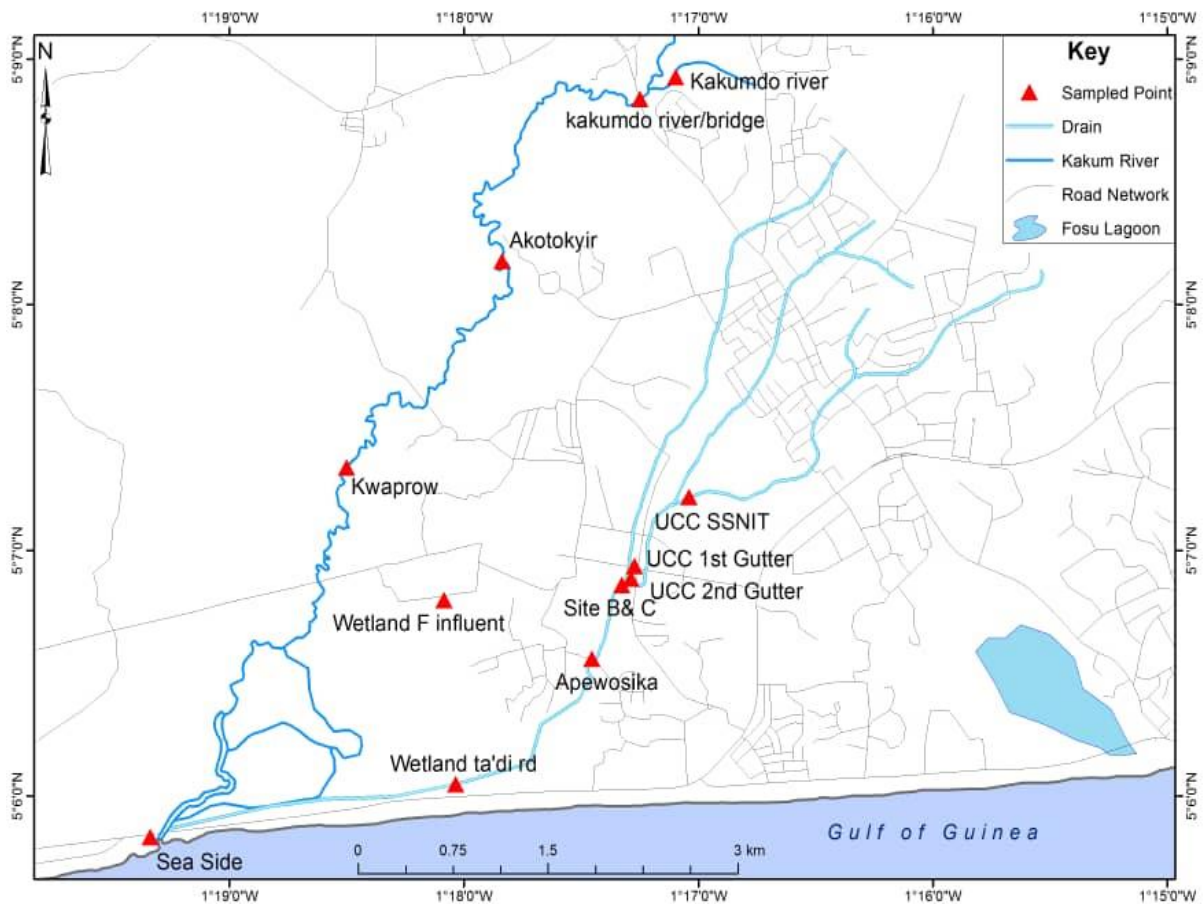 1°19'0"W 1°18'0"W 1°17'0"W 1°16'0"W 1°15'0"W
N
5°9'0"N
5°9'0"N
Key
Sampled Point
Drain
Kakum River
Road Network
Fosu Lagoon
Kakumdo river
kakumdo river/bridge
Akotokyir
5°8'0"N
5°8'0"N
Kwaprow
UCC SSNIT
5°7'0"N
5°7'0"N
UCC 1st Gutter
UCC 2nd Gutter
Site B& C
Wetland F influent
Apewosika
Wetland ta'di rd
5°6'0"N
5°6'0"N
Gulf of Guinea
Sea Side
0 0.75 1.5 3 km
1°19'0"W 1°18'0"W 1°17'0"W 1°16'0"W 1°15'0"W